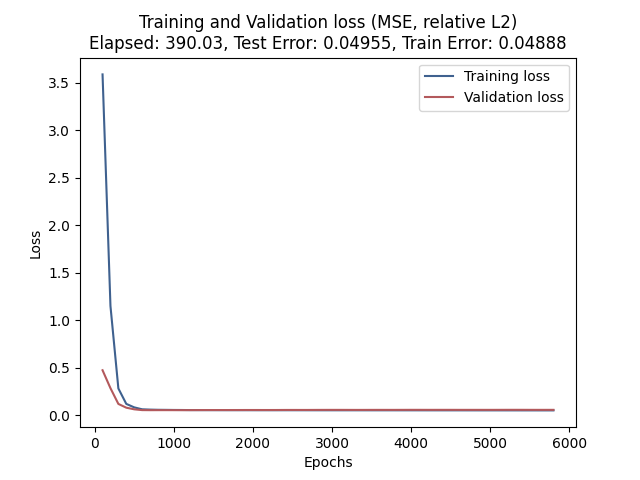 Training and Validation loss (MSE, relative L2)
Elapsed: 390.03, Test Error: 0.04955, Train Error: 0.04888
Training loss
Validation loss
3.5
3.0
2.5
2.0
1.5
1.0
0.5
0.0
Loss
0 1000 2000 3000 4000 5000 6000
Epochs